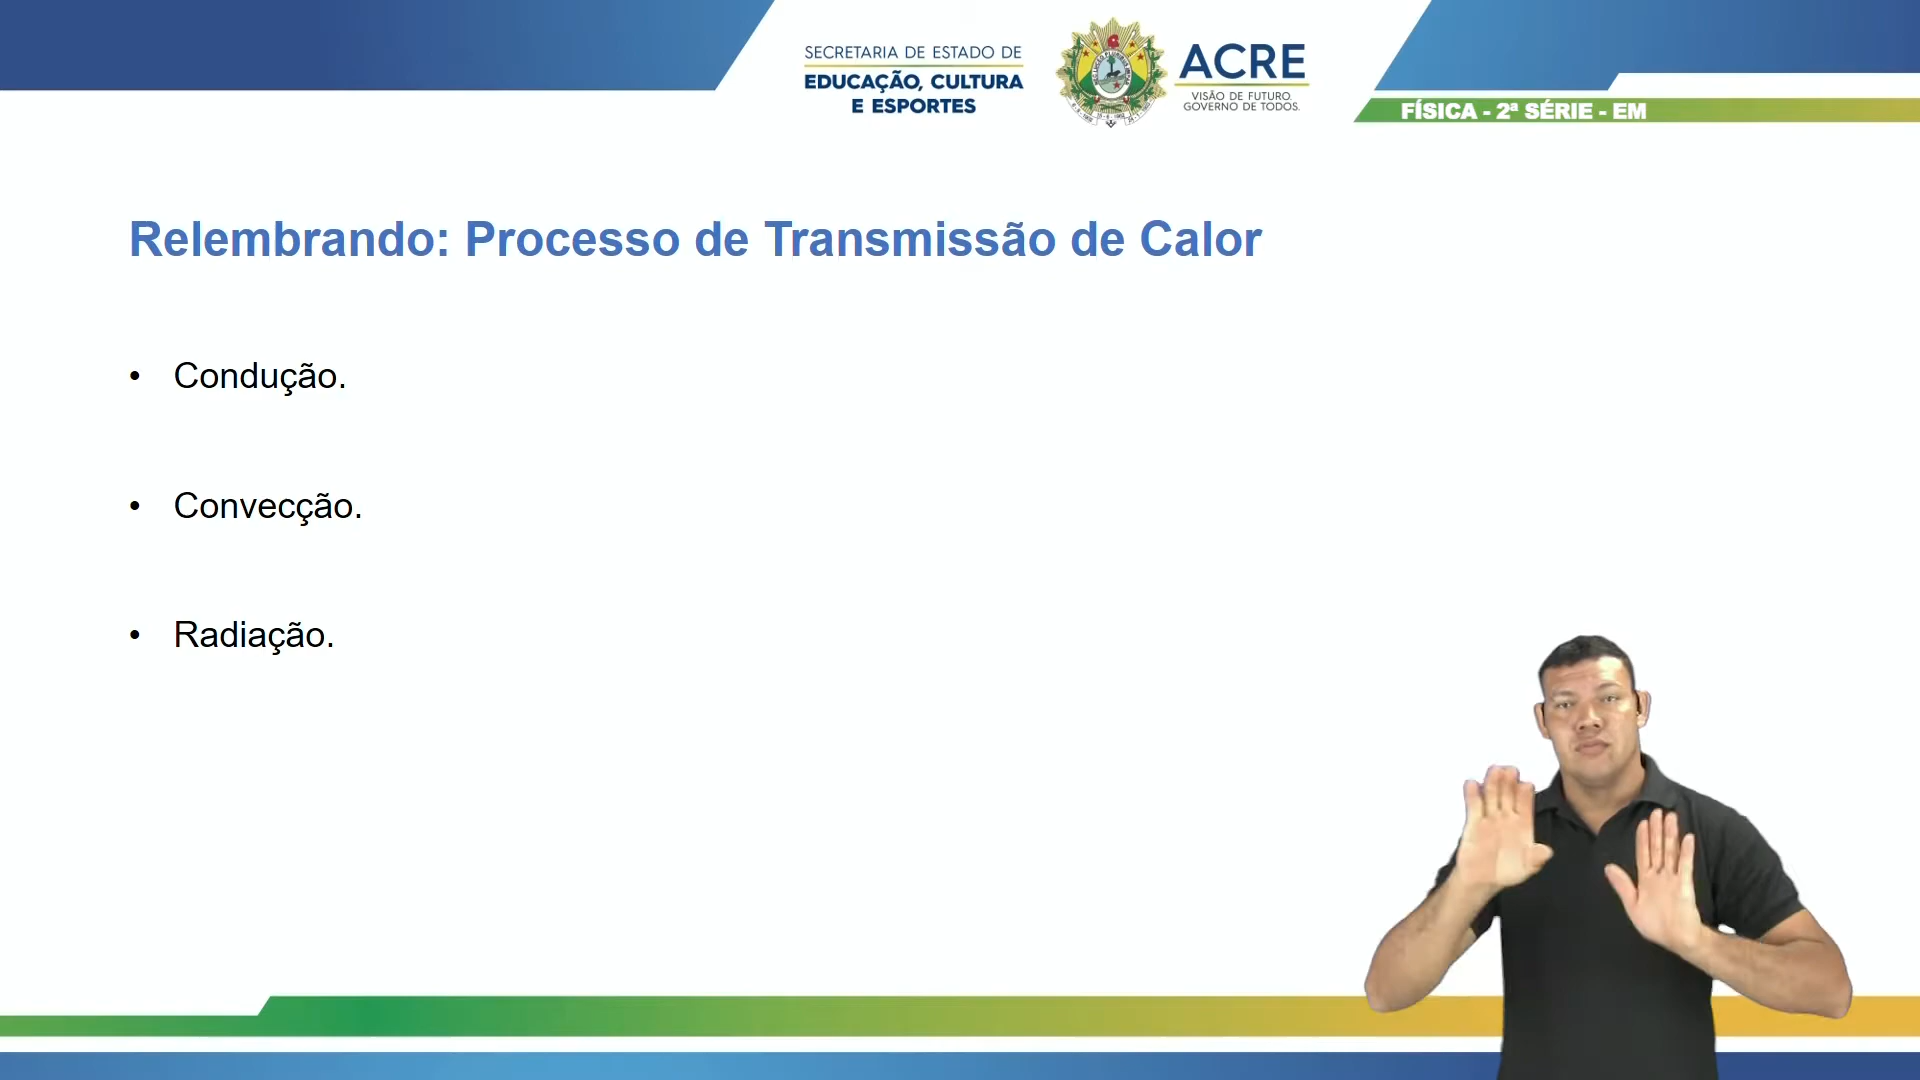 SECRETARIA DE ESTADO DE
EDUCAÇÃO, CULTURA
E ESPORTES
ACRE
VISÃO DE FUTURO.
GOVERNO DE TODOS.
FÍSICA - 2ª SÉRIE - EM
Relembrando: Processo de Transmissão de Calor
• Condução.
• Convecção.
• Radiação.